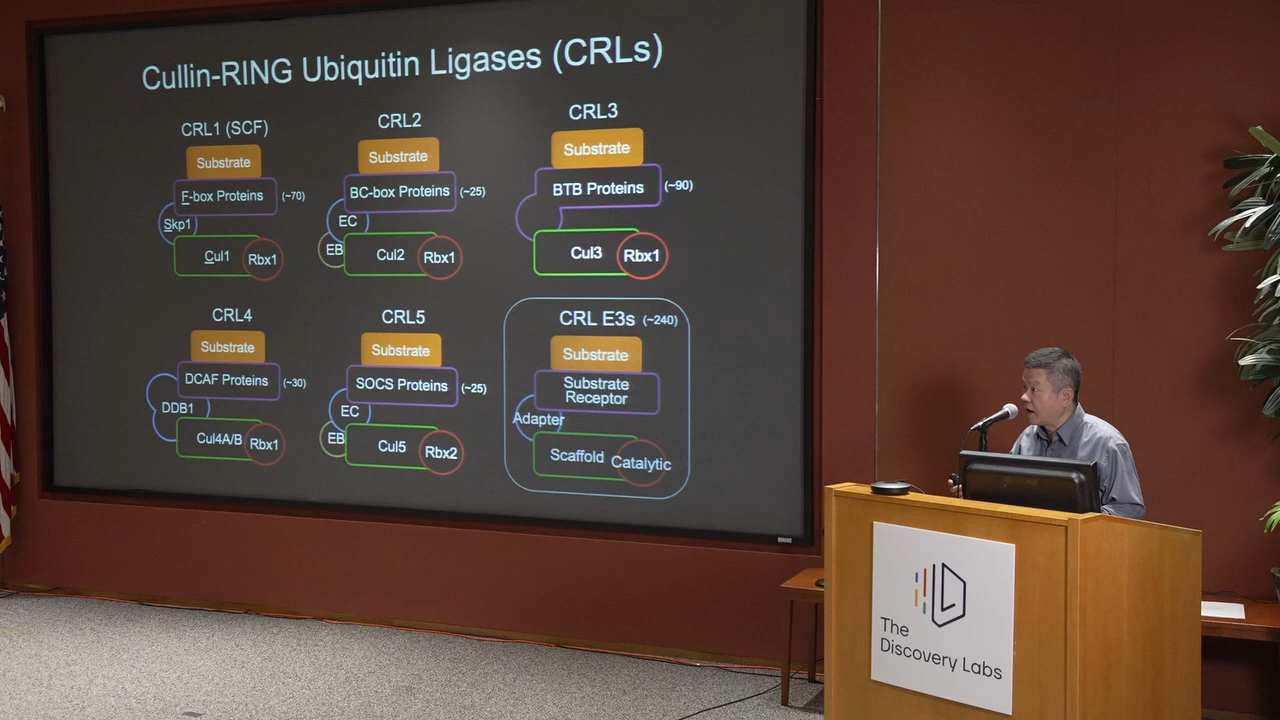 Cullin-RING Ubiquitin Ligases (CRLs)
CRL1 (SCF)
Substrate
F-box Proteins (~70)
Skp1
Cul1 Rbx1
CRL2
Substrate
BC-box Proteins (~25)
EC
EB
Cul2 Rbx1
CRL3
Substrate
BTB Proteins (~90)
Cul3 Rbx1
CRL4
Substrate
DCAF Proteins (~30)
DDB1
Cul4A/B Rbx1
CRL5
Substrate
SOCS Proteins (~25)
EC
EB
Cul5 Rbx2
CRL E3s (~240)
Substrate
Substrate
Receptor
Adapter
Scaffold Catalytic
The
Discovery Labs